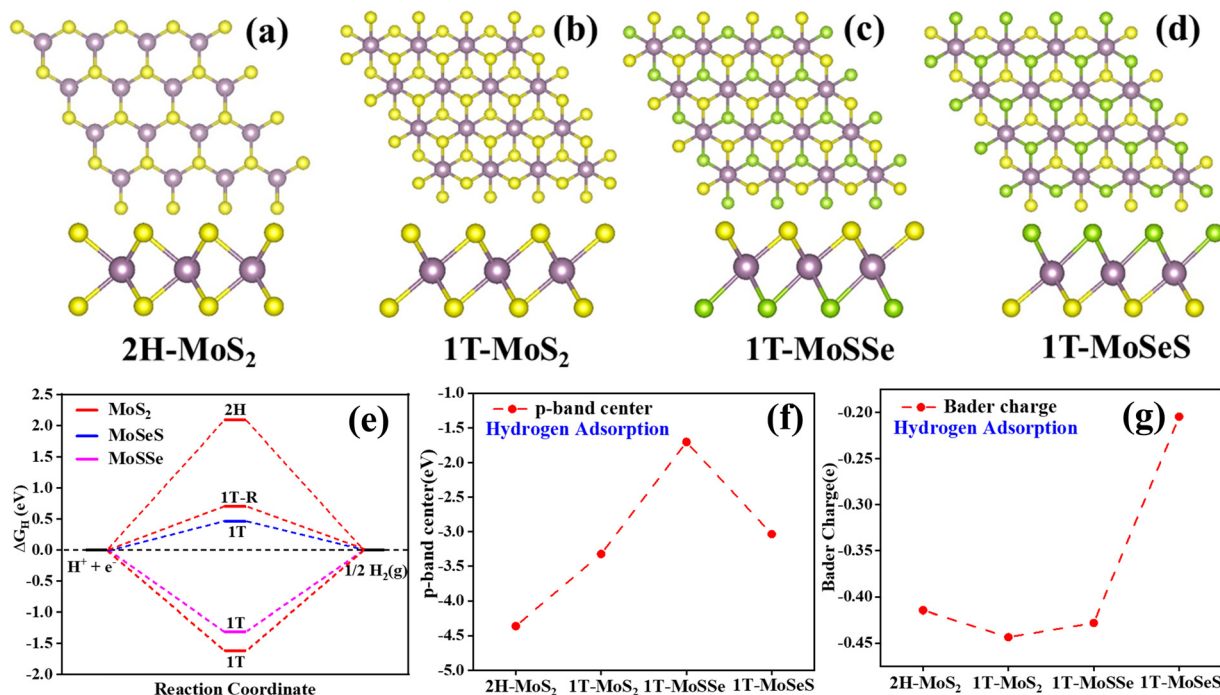 (a)
(b)
(c)
(d)
2H-MoS₂
1T-MoS₂
1T-MoSSe
1T-MoSeS
(e)
MoS₂
MoSeS
MoSSe
2H
1T-R
1T
1T
1T
H⁺ + e⁻
1/2 H₂(g)
2.5
2.0
1.5
1.0
0.5
0.0
-0.5
-1.0
-1.5
-2.0
ΔG_H (eV)
Reaction Coordinate
(f)
p-band center
Hydrogen Adsorption
-1.0
-1.5
-2.0
-2.5
-3.0
-3.5
-4.0
-4.5
-5.0
p-band center(eV)
2H-MoS₂ 1T-MoS₂ 1T-MoSSe 1T-MoSeS
(g)
Bader charge
Hydrogen Adsorption
-0.20
-0.25
-0.30
-0.35
-0.40
-0.45
Bader Charge(e)
2H-MoS₂ 1T-MoS₂ 1T-MoSSe 1T-MoSeS